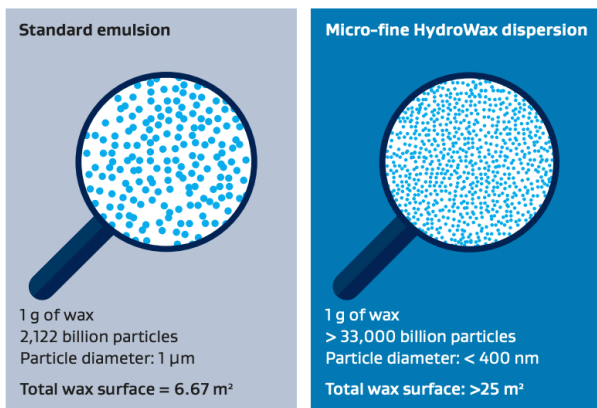 Standard emulsion
1 g of wax
2,122 billion particles
Particle diameter: 1 µm
Total wax surface = 6.67 m²
Micro-fine HydroWax dispersion
1 g of wax
> 33,000 billion particles
Particle diameter: < 400 nm
Total wax surface: >25 m²